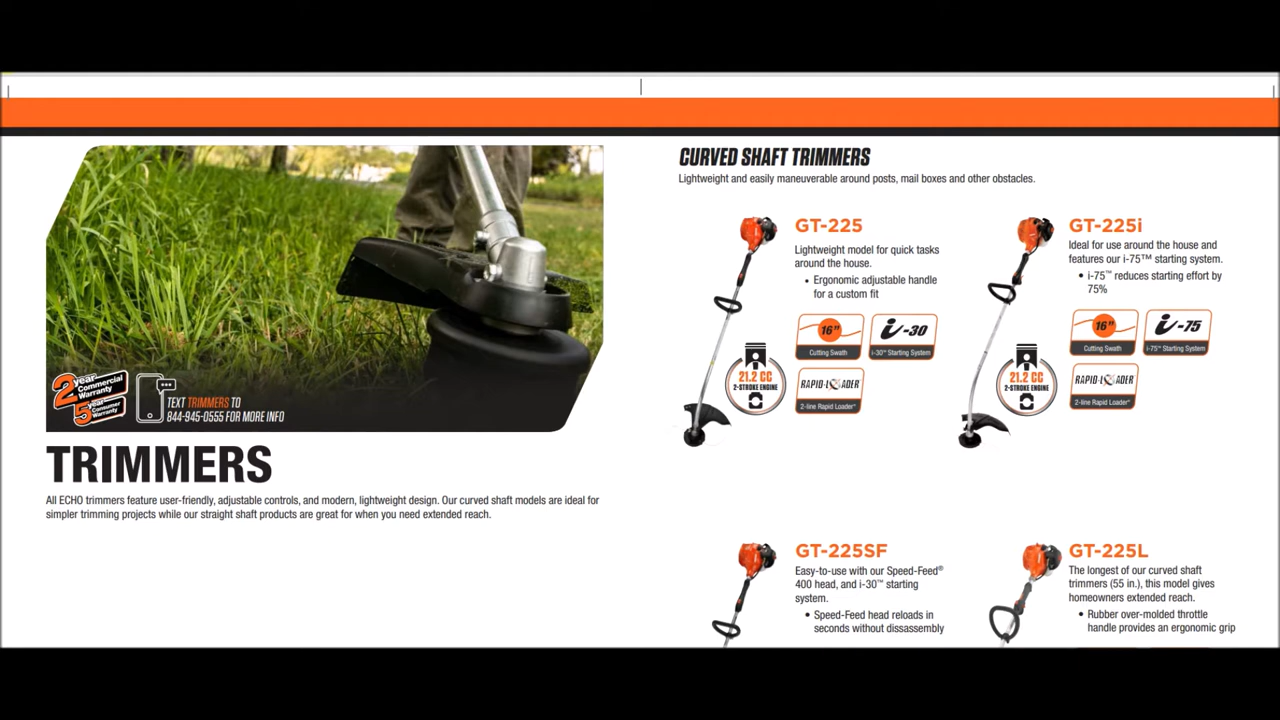 2 year Commercial Warranty
5 year Consumer Warranty
TEXT TRIMMERS TO
844-945-0555 FOR MORE INFO
TRIMMERS
All ECHO trimmers feature user-friendly, adjustable controls, and modern, lightweight design. Our curved shaft models are ideal for
simpler trimming projects while our straight shaft products are great for when you need extended reach.
CURVED SHAFT TRIMMERS
Lightweight and easily maneuverable around posts, mail boxes and other obstacles.
GT-225
Lightweight model for quick tasks
around the house.
• Ergonomic adjustable handle
for a custom fit
16"
Cutting Swath
i-30
i-30™ Starting System
21.2 CC
2-STROKE ENGINE
RAPID-LOADER
2-line Rapid Loader™
GT-225i
Ideal for use around the house and
features our i-75™ starting system.
• i-75™ reduces starting effort by
75%
16"
Cutting Swath
i-75
i-75™ Starting System
21.2 CC
2-STROKE ENGINE
RAPID-LOADER
2-line Rapid Loader™
GT-225SF
Easy-to-use with our Speed-Feed®
400 head, and i-30™ starting
system.
• Speed-Feed head reloads in
seconds without disassembly
GT-225L
The longest of our curved shaft
trimmers (55 in.), this model gives
homeowners extended reach.
• Rubber over-molded throttle
handle provides an ergonomic grip